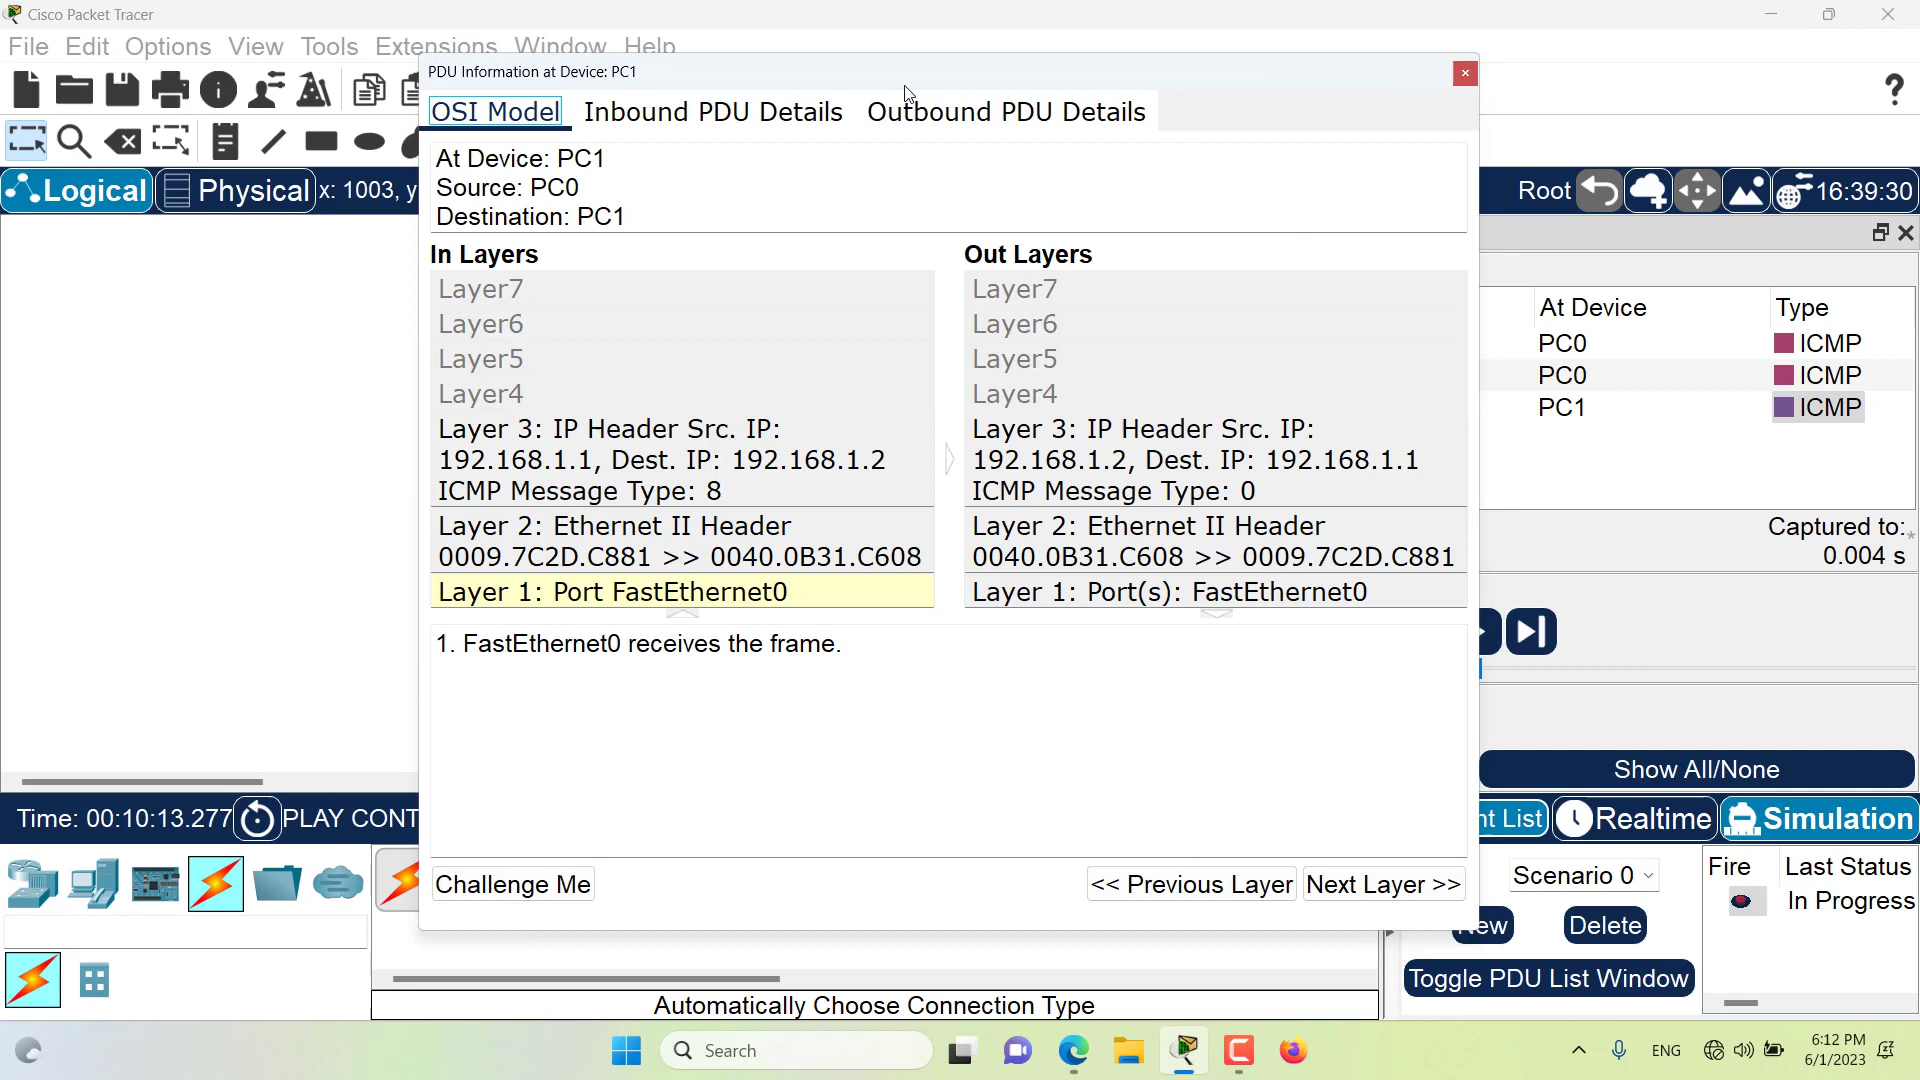 Cisco Packet Tracer
File Edit Options View Tools Extensions Window Help
PDU Information at Device: PC1
OSI Model Inbound PDU Details Outbound PDU Details
At Device: PC1
Source: PC0
Destination: PC1
Logical Physical x: 1003, y
Root 16:39:30
In Layers
Layer7
Layer6
Layer5
Layer4
Layer 3: IP Header Src. IP:
192.168.1.1, Dest. IP: 192.168.1.2
ICMP Message Type: 8
Layer 2: Ethernet II Header
0009.7C2D.C881 >> 0040.0B31.C608
Layer 1: Port FastEthernet0
Out Layers
Layer7
Layer6
Layer5
Layer4
Layer 3: IP Header Src. IP:
192.168.1.2, Dest. IP: 192.168.1.1
ICMP Message Type: 0
Layer 2: Ethernet II Header
0040.0B31.C608 >> 0009.7C2D.C881
Layer 1: Port(s): FastEthernet0
1. FastEthernet0 receives the frame.
Challenge Me << Previous Layer Next Layer >>
At Device Type
PC0 ICMP
PC0 ICMP
PC1 ICMP
Captured to: *
0.004 s
Show All/None
Time: 00:10:13.277 PLAY CONT
nt List Realtime Simulation
Scenario 0
Fire Last Status
In Progress
ew Delete
Toggle PDU List Window
Automatically Choose Connection Type
Search
ENG
6:12 PM
6/1/2023